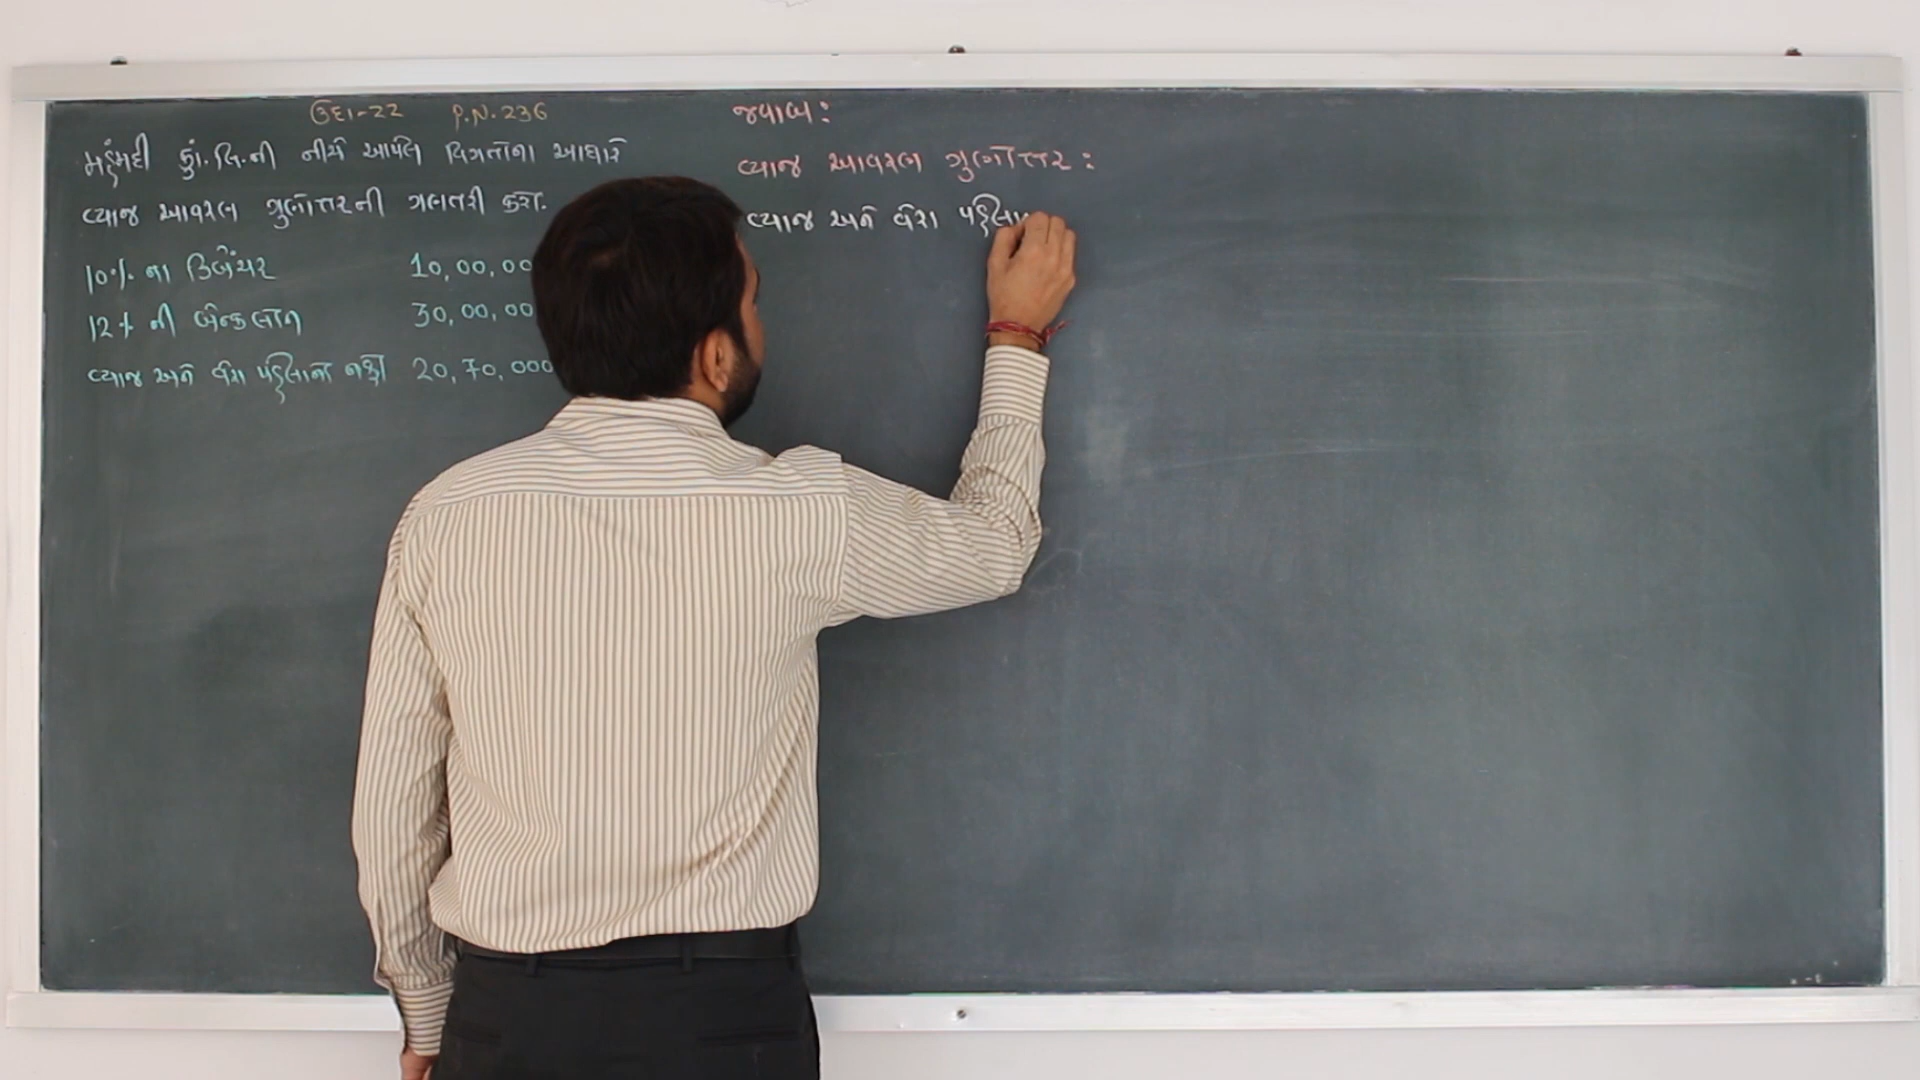 ઉદા-22 P.N. 236
મહંમદી કાં. લિ.ની નીચે આપેલ વિગતોના આધારે
વ્યાજ આવરણ ગુણોત્તરની ગણતરી કરો.
10% ના ડિબેંચર 10,00,00
12% ની બેન્કલોન 30,00,00
વ્યાજ અને વેરા પહેલાંનો નફો 20,70,000
જવાબ:
વ્યાજ આવરણ ગુણોત્તર:
વ્યાજ અને વેરા પહેલા